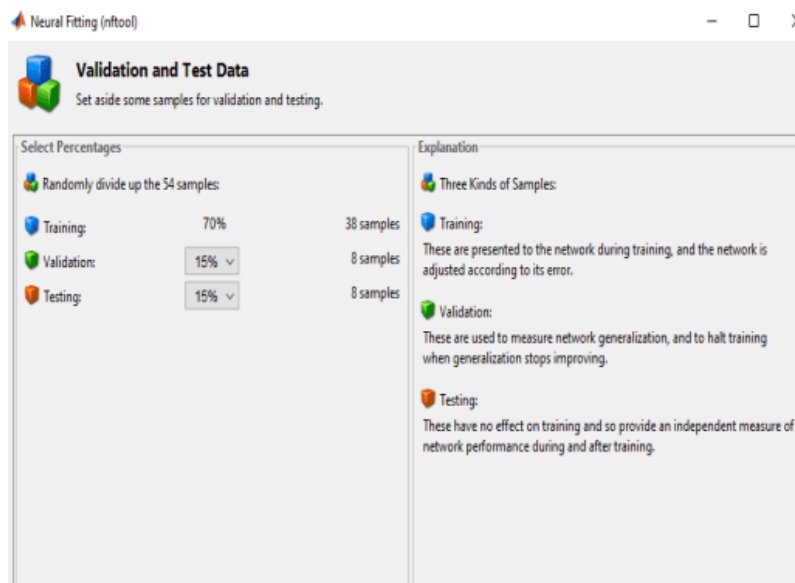 Neural Fitting (nftool)
Validation and Test Data
Set aside some samples for validation and testing.
Select Percentages
Randomly divide up the 54 samples:
Training: 70% 38 samples
Validation: 15% 8 samples
Testing: 15% 8 samples
Explanation
Three Kinds of Samples:
Training:
These are presented to the network during training, and the network is
adjusted according to its error.
Validation:
These are used to measure network generalization, and to halt training
when generalization stops improving.
Testing:
These have no effect on training and so provide an independent measure of
network performance during and after training.